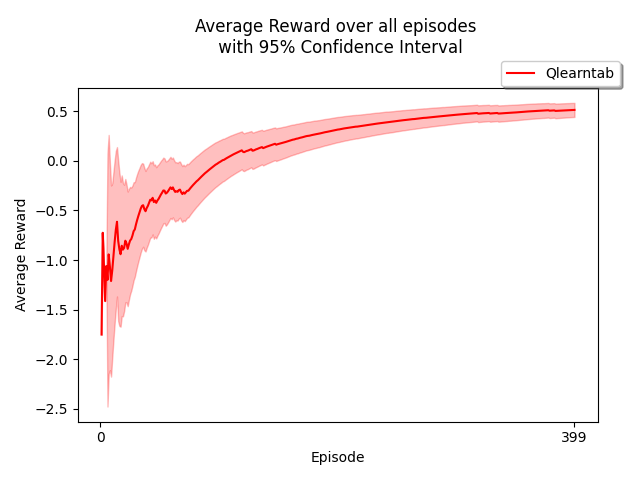 Average Reward over all episodes
with 95% Confidence Interval
Qlearntab
0.5
0.0
−0.5
−1.0
−1.5
−2.0
−2.5
Average Reward
0
399
Episode